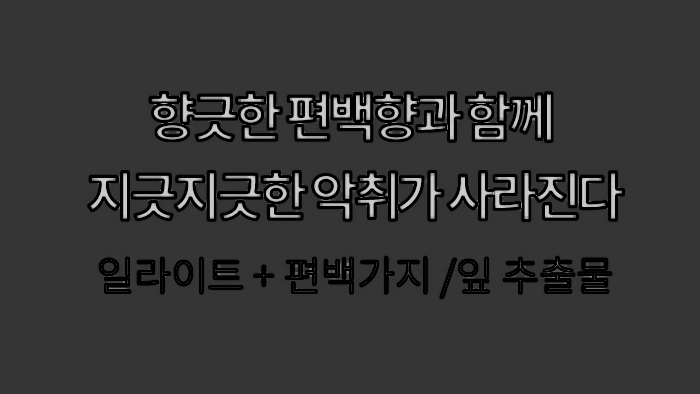 향긋한 편백향과 함께
지긋지긋한 악취가 사라진다
일라이트 + 편백가지 /잎 추출물